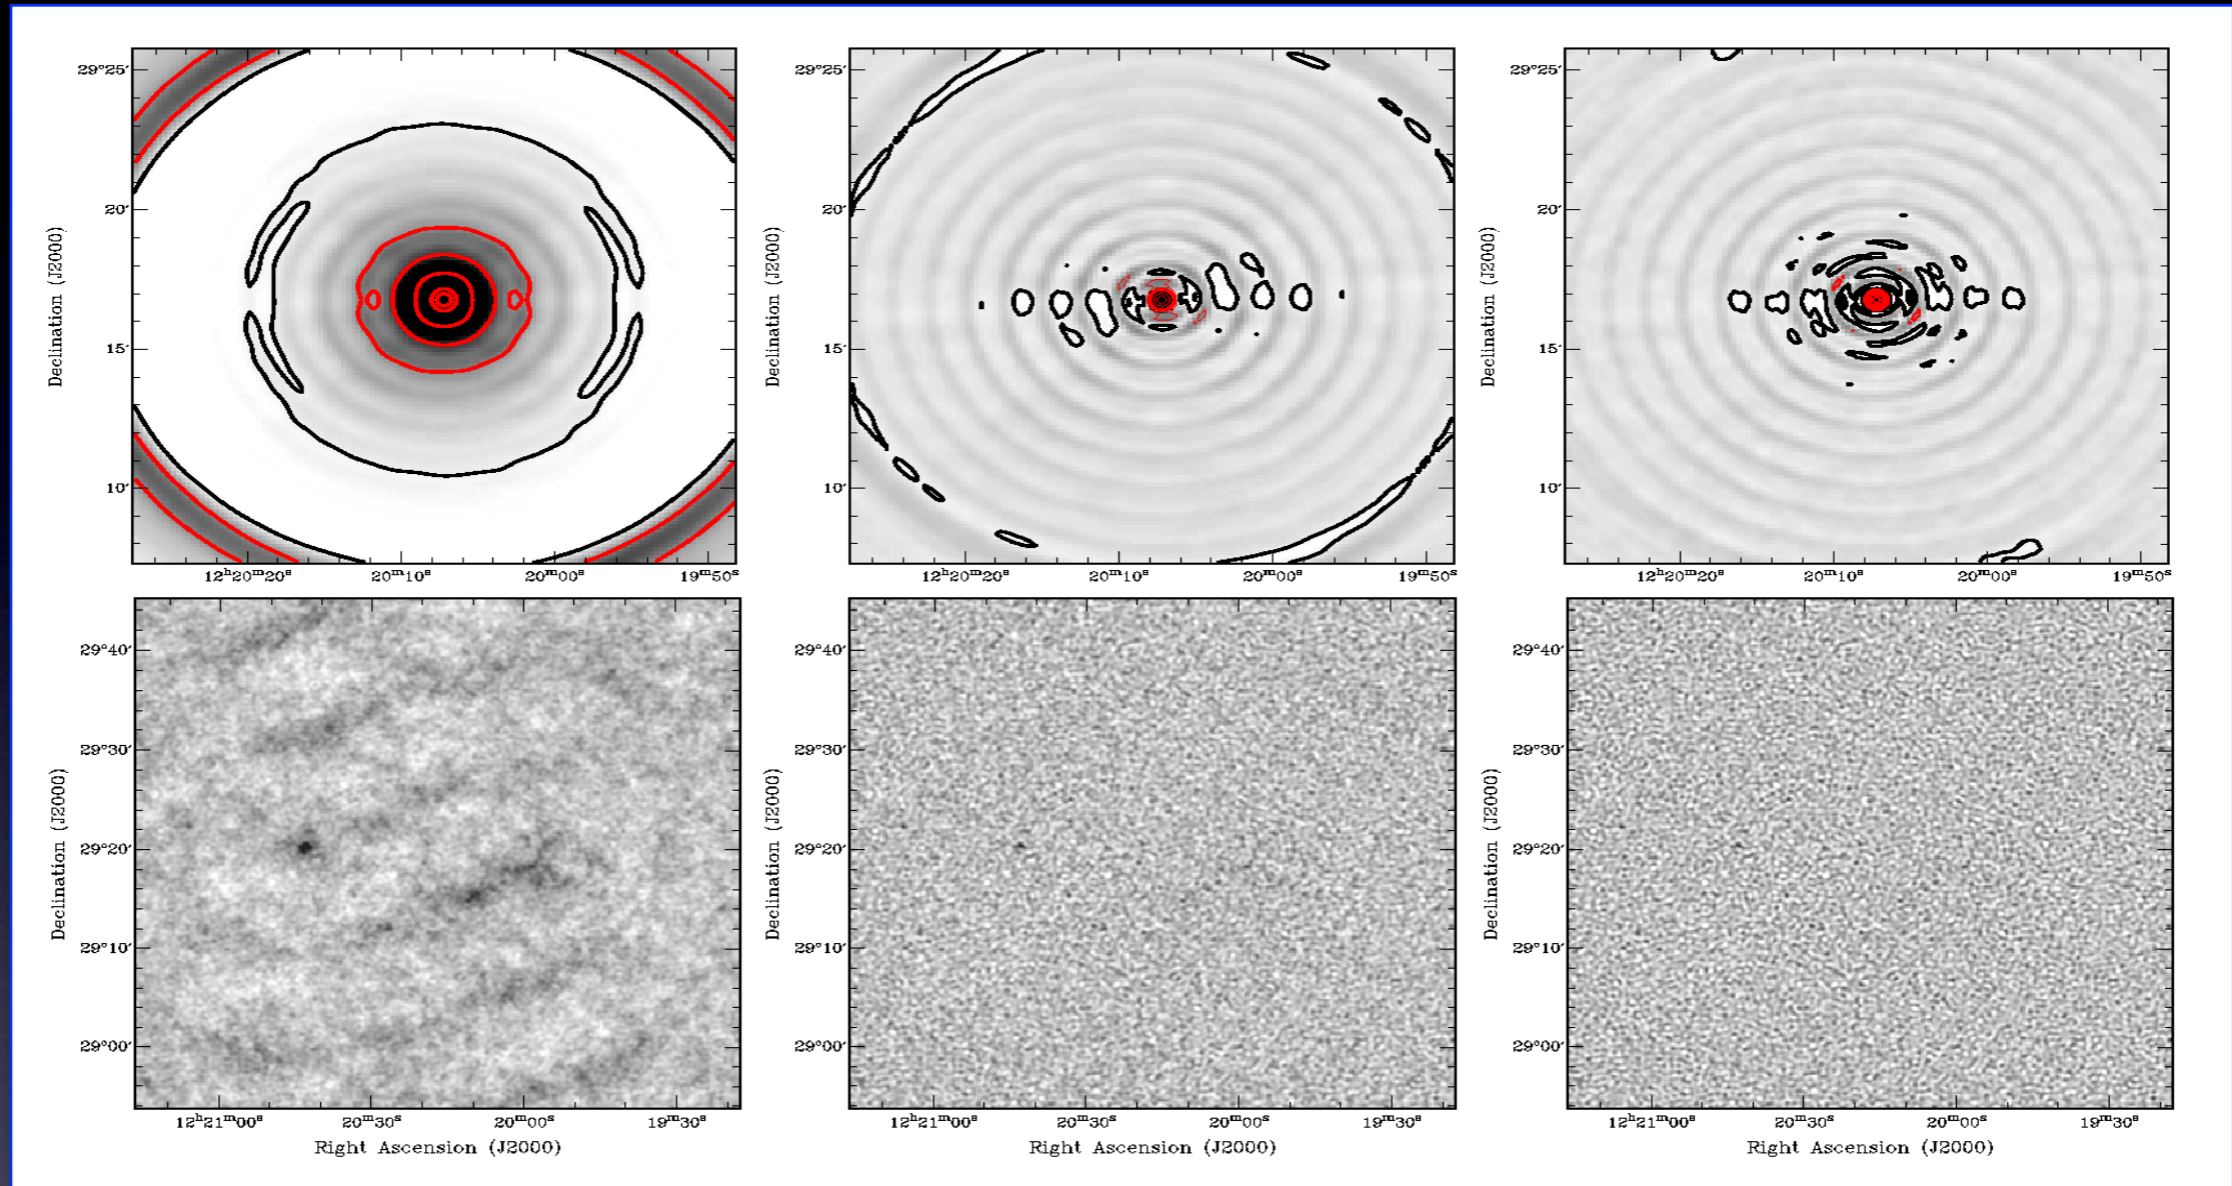 29°25′
20′
15′
10′
Declination (J2000)
12ʰ20ᵐ20ˢ 20ᵐ10ˢ 20ᵐ00ˢ 19ᵐ50ˢ
29°25′
20′
15′
10′
Declination (J2000)
12ʰ20ᵐ20ˢ 20ᵐ10ˢ 20ᵐ00ˢ 19ᵐ50ˢ
29°25′
20′
15′
10′
Declination (J2000)
12ʰ20ᵐ20ˢ 20ᵐ10ˢ 20ᵐ00ˢ 19ᵐ50ˢ
29°40′
29°30′
29°20′
29°10′
29°00′
Declination (J2000)
12ʰ21ᵐ00ˢ 20ᵐ30ˢ 20ᵐ00ˢ 19ᵐ30ˢ
Right Ascension (J2000)
29°40′
29°30′
29°20′
29°10′
29°00′
Declination (J2000)
12ʰ21ᵐ00ˢ 20ᵐ30ˢ 20ᵐ00ˢ 19ᵐ30ˢ
Right Ascension (J2000)
29°40′
29°30′
29°20′
29°10′
29°00′
Declination (J2000)
12ʰ21ᵐ00ˢ 20ᵐ30ˢ 20ᵐ00ˢ 19ᵐ30ˢ
Right Ascension (J2000)